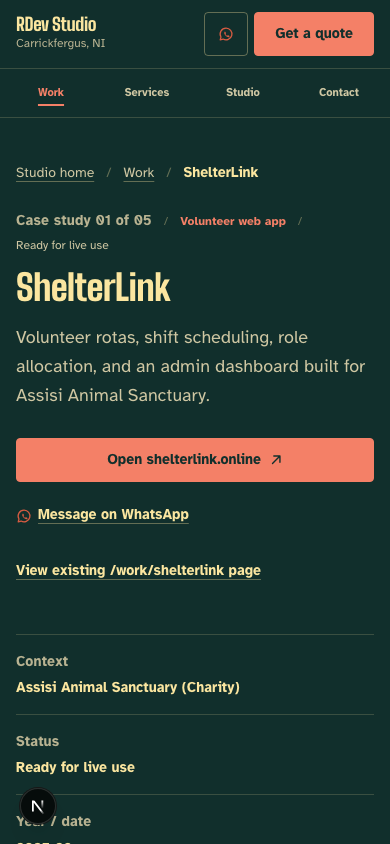 RDev Studio
Carrickfergus, NI
Get a quote
Work
Services
Studio
Contact
Studio home / Work / ShelterLink
Case study 01 of 05 / Volunteer web app /
Ready for live use
ShelterLink
Volunteer rotas, shift scheduling, role
allocation, and an admin dashboard built for
Assisi Animal Sanctuary.
Open shelterlink.online
Message on WhatsApp
View existing /work/shelterlink page
Context
Assisi Animal Sanctuary (Charity)
Status
Ready for live use
N
/ date